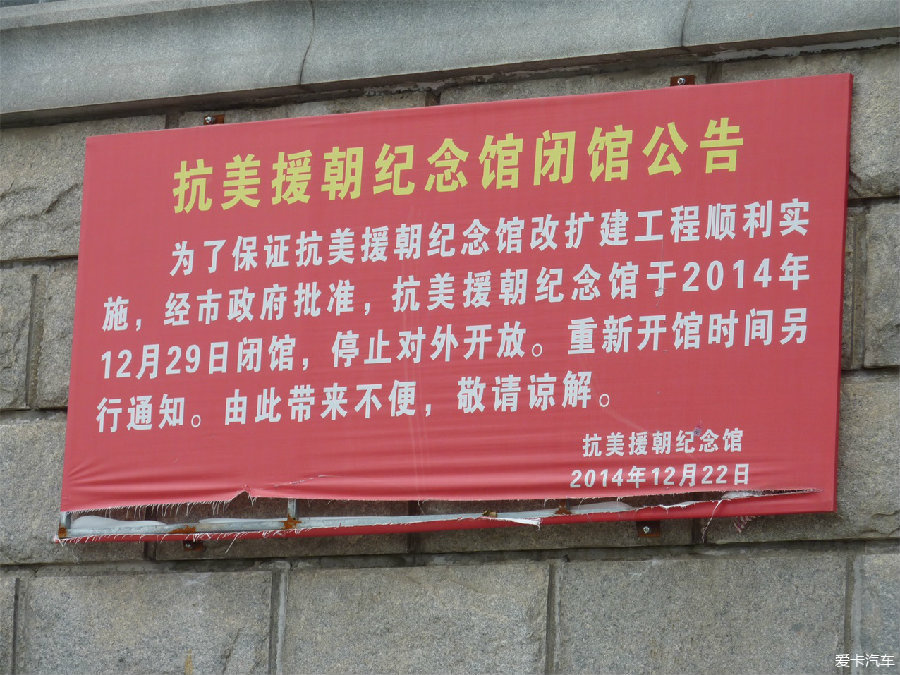 抗美援朝纪念馆闭馆公告
为了保证抗美援朝纪念馆改扩建工程顺利实
施，经市政府批准，抗美援朝纪念馆于2014年
12月29日闭馆，停止对外开放。重新开馆时间另
行通知。由此带来不便，敬请谅解。
抗美援朝纪念馆
2014年12月22日
爱卡汽车